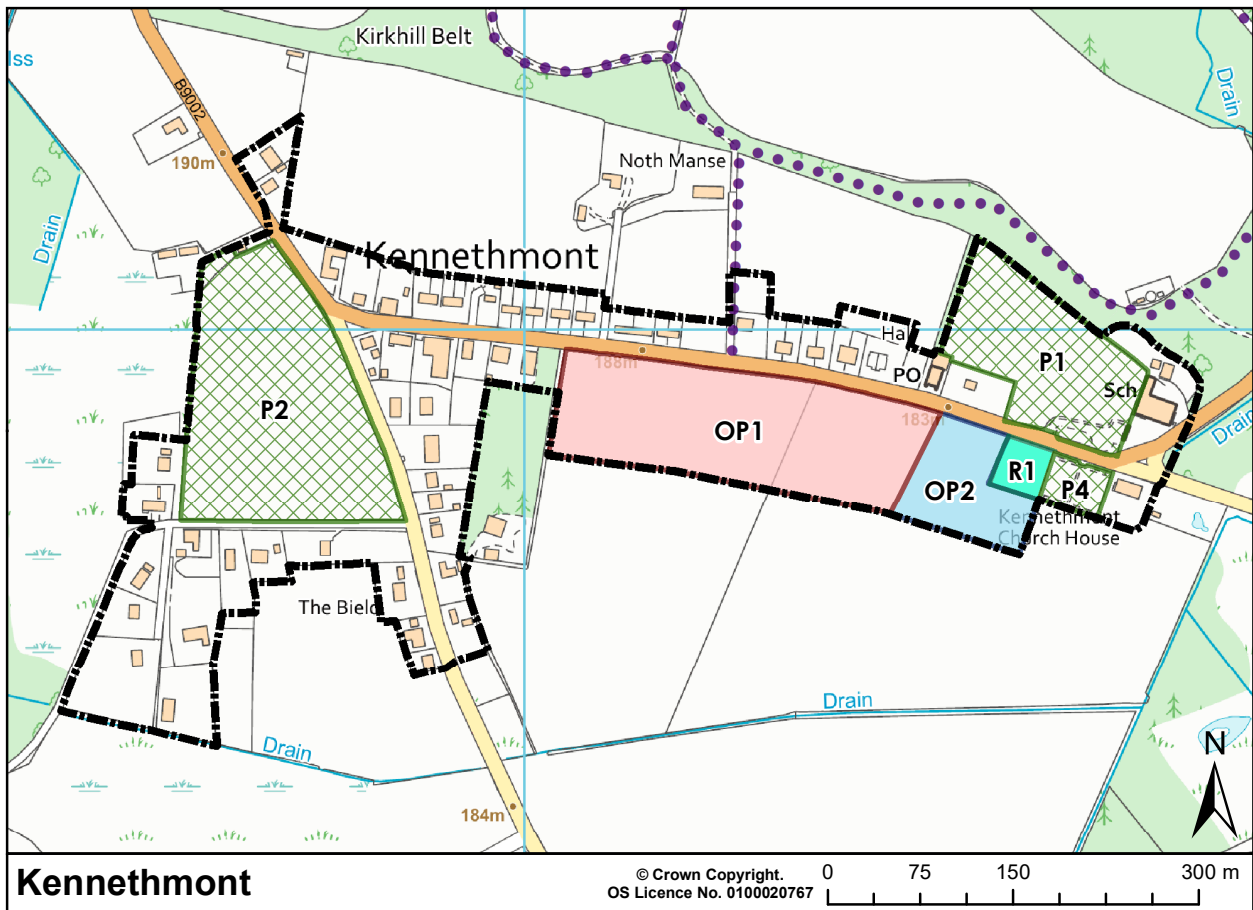 Kirkhill Belt
lss
B9002
Drain
190m
Noth Manse
Drain
Kennethmont
Ha
PO
P1
Sch
188m
183m
P2
OP1
Drain
OP2
R1
P4
Kennethmont
Church House
The Bield
Drain
Drain
184m
N
Kennethmont
© Crown Copyright.
OS Licence No. 0100020767
0 75 150 300 m